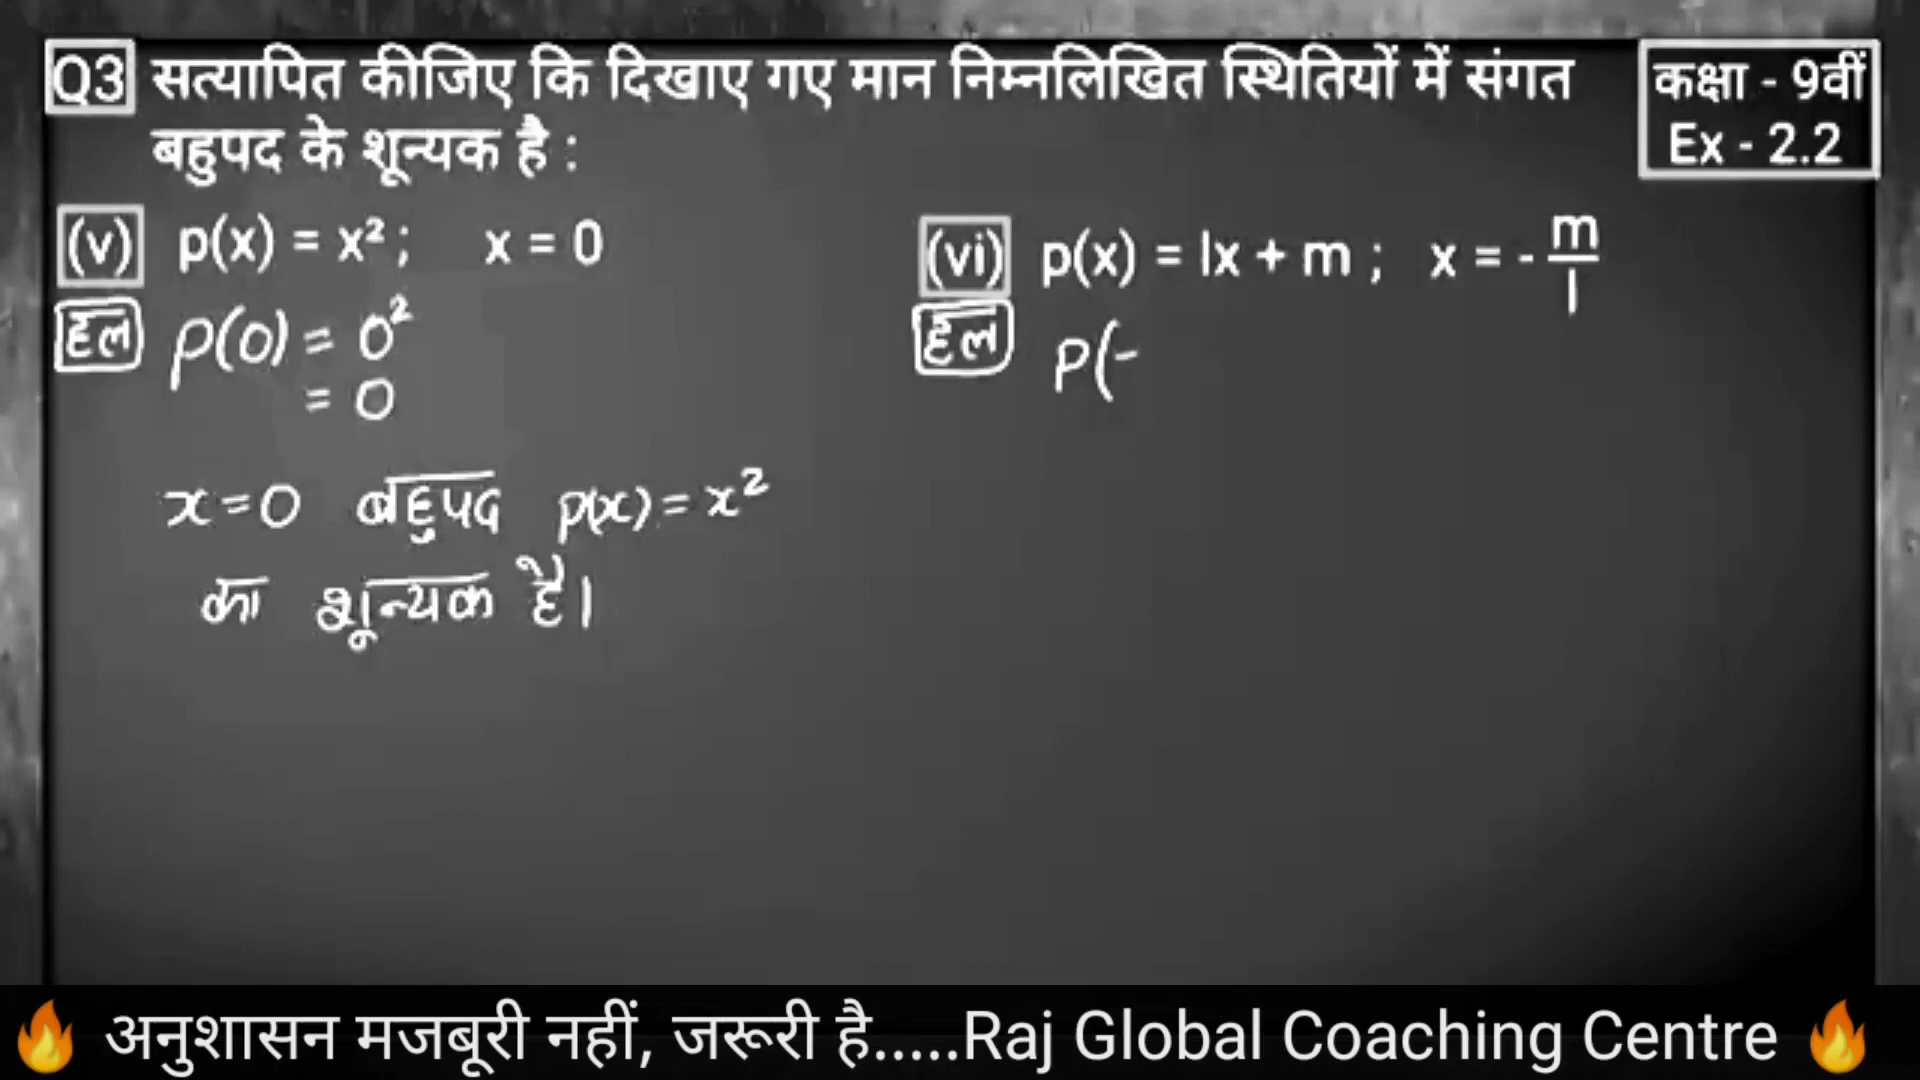 Q3 सत्यापित कीजिए कि दिखाए गए मान निम्नलिखित स्थितियों में संगत
बहुपद के शून्यक है :
कक्षा - 9वीं
Ex - 2.2
(v) p(x) = x² ; x = 0
हल p(0) = 0²
= 0
x = 0 बहुपद p(x) = x²
का शून्यक है।
(vi) p(x) = lx + m ; x = - m/l
हल P(-
🔥 अनुशासन मजबूरी नहीं, जरूरी है.....Raj Global Coaching Centre 🔥